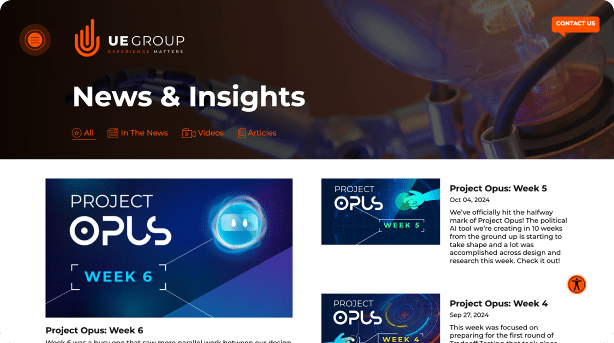 CONTACT US
UEGROUP
EXPERIENCE MATTERS
News & Insights
All
In The News
Videos
Articles
PROJECT
OPUS
WEEK 6
Project Opus: Week 6
Week 6 was a busy one that saw more parallel work between our design
PROJECT
OPUS
WEEK 5
Project Opus: Week 5
Oct 04, 2024
We've officially hit the halfway
mark of Project Opus! The political
AI tool we're creating in 10 weeks
from the ground up is starting to
take shape and a lot was
accomplished across design and
research this week. Check it out!
PROJECT
OPUS
WEEK 4
Project Opus: Week 4
Sep 27, 2024
This week was focused on
preparing for the first round of